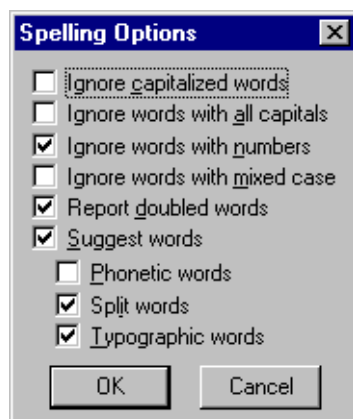 Spelling Options
Ignore capitalized words
Ignore words with all capitals
Ignore words with numbers
Ignore words with mixed case
Report doubled words
Suggest words
Phonetic words
Split words
Typographic words
OK Cancel